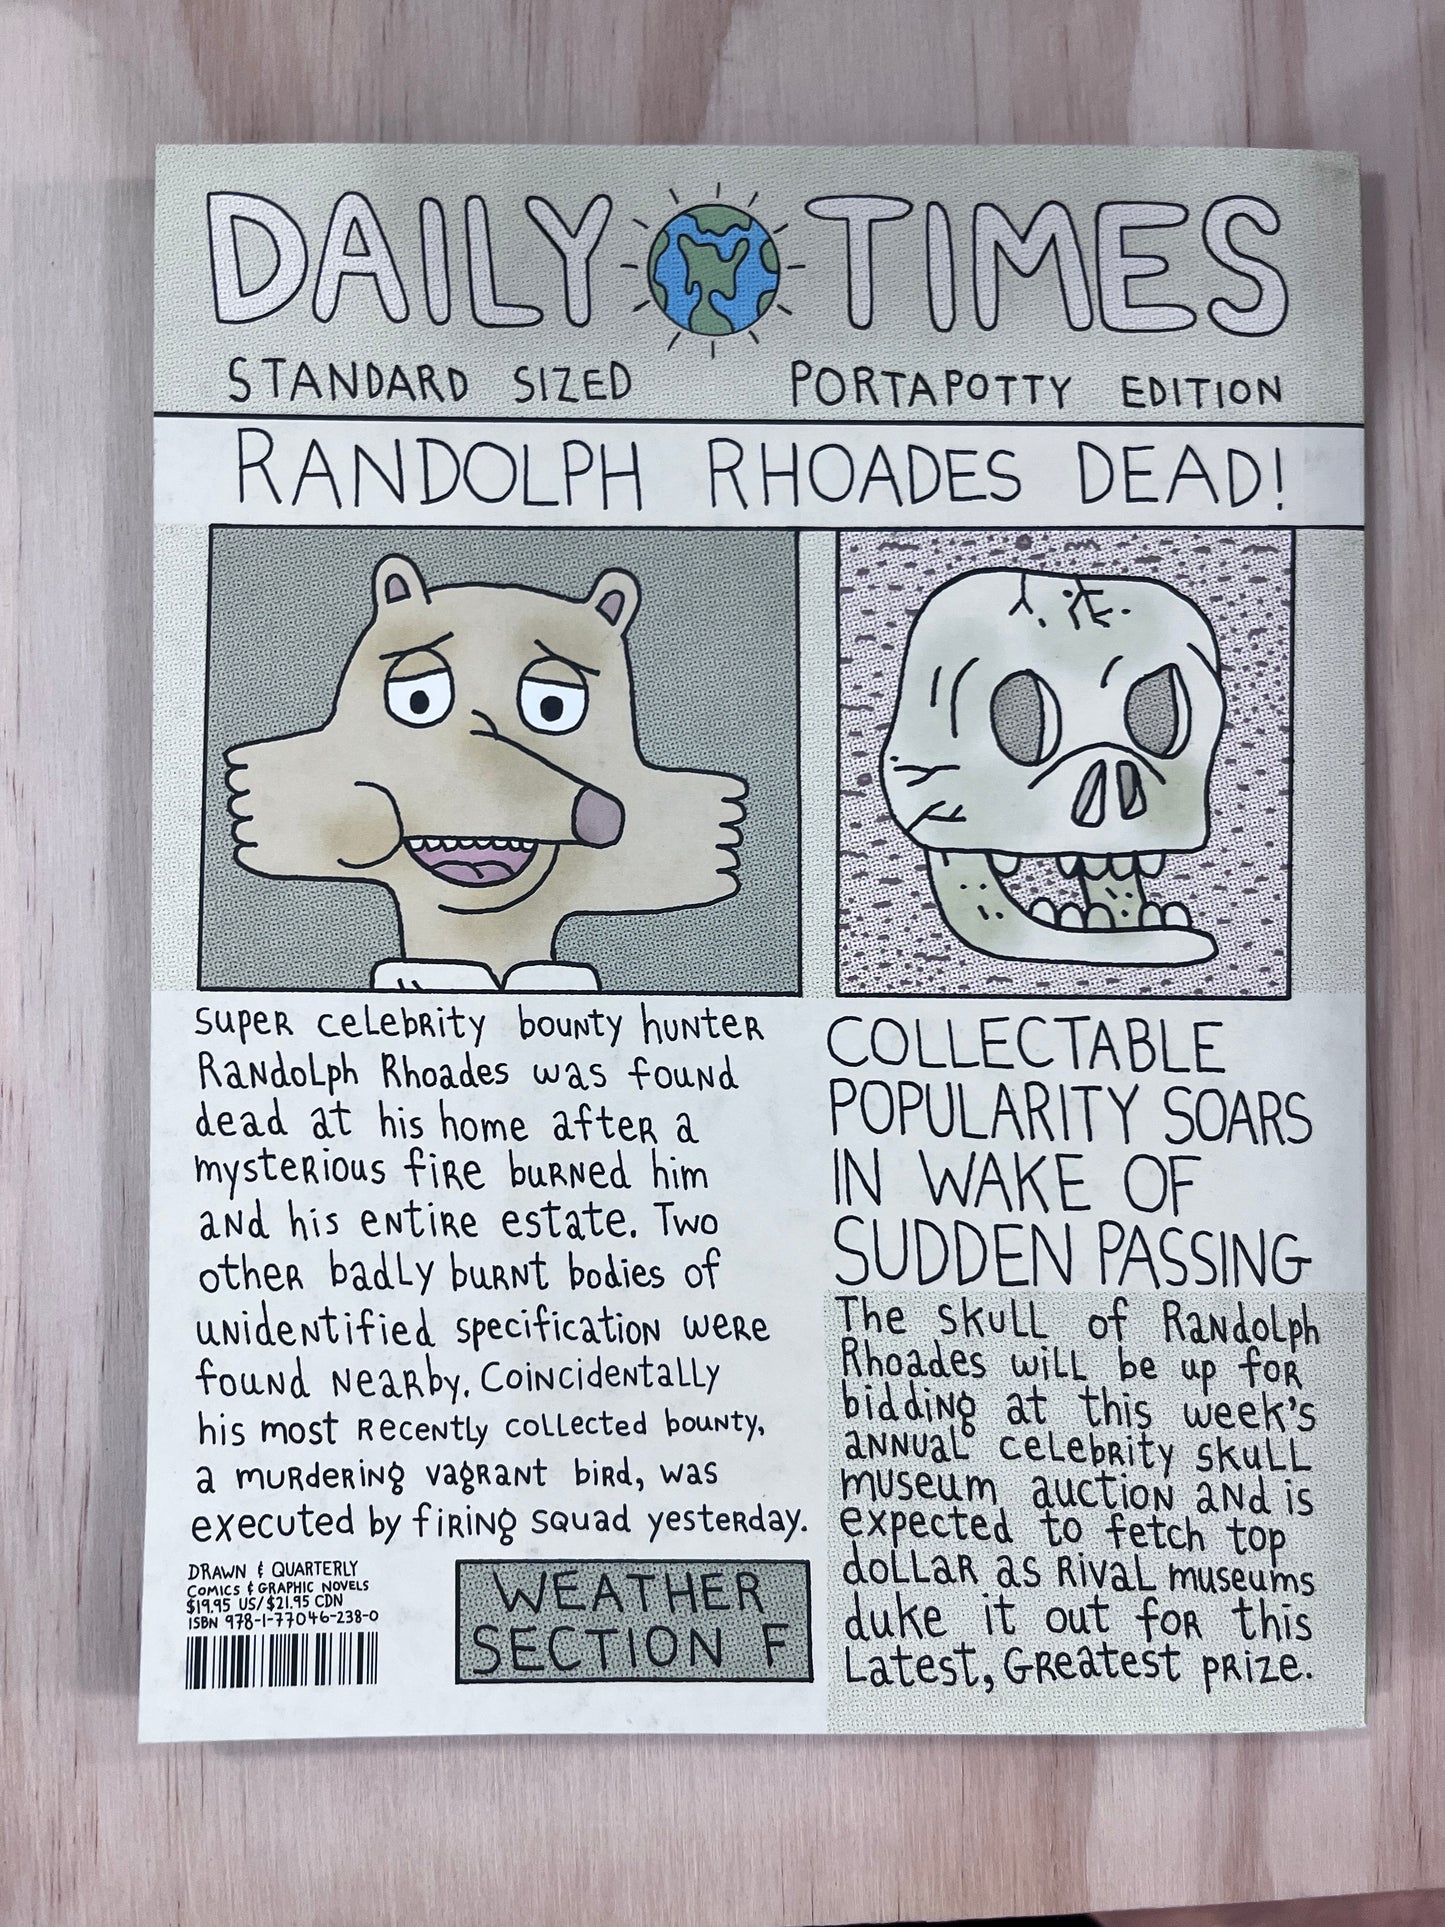 DAILY TIMES
STANDARD SIZED PORTAPOTTY EDITION
RANDOLPH RHOADES DEAD!
super celebrity bounty hunter
Randolph Rhoades was found
dead at his home after a
mysterious fire burned him
and his entire estate. Two
other badly burnt bodies of
unidentified specification were
found nearby. Coincidentally
his most recently collected bounty,
a murdering vagrant bird, was
executed by firing squad yesterday.
DRAWN & QUARTERLY
COMICS & GRAPHIC NOVELS
$19.95 US/$21.95 CDN
ISBN 978-1-77046-238-0
WEATHER
SECTION F
COLLECTABLE
POPULARITY SOARS
IN WAKE OF
SUDDEN PASSING
The skull of Randolph
Rhoades will be up for
bidding at this week's
annual celebrity skull
museum auction and is
expected to fetch top
dollar as rival museums
duke it out for this
Latest, Greatest prize.